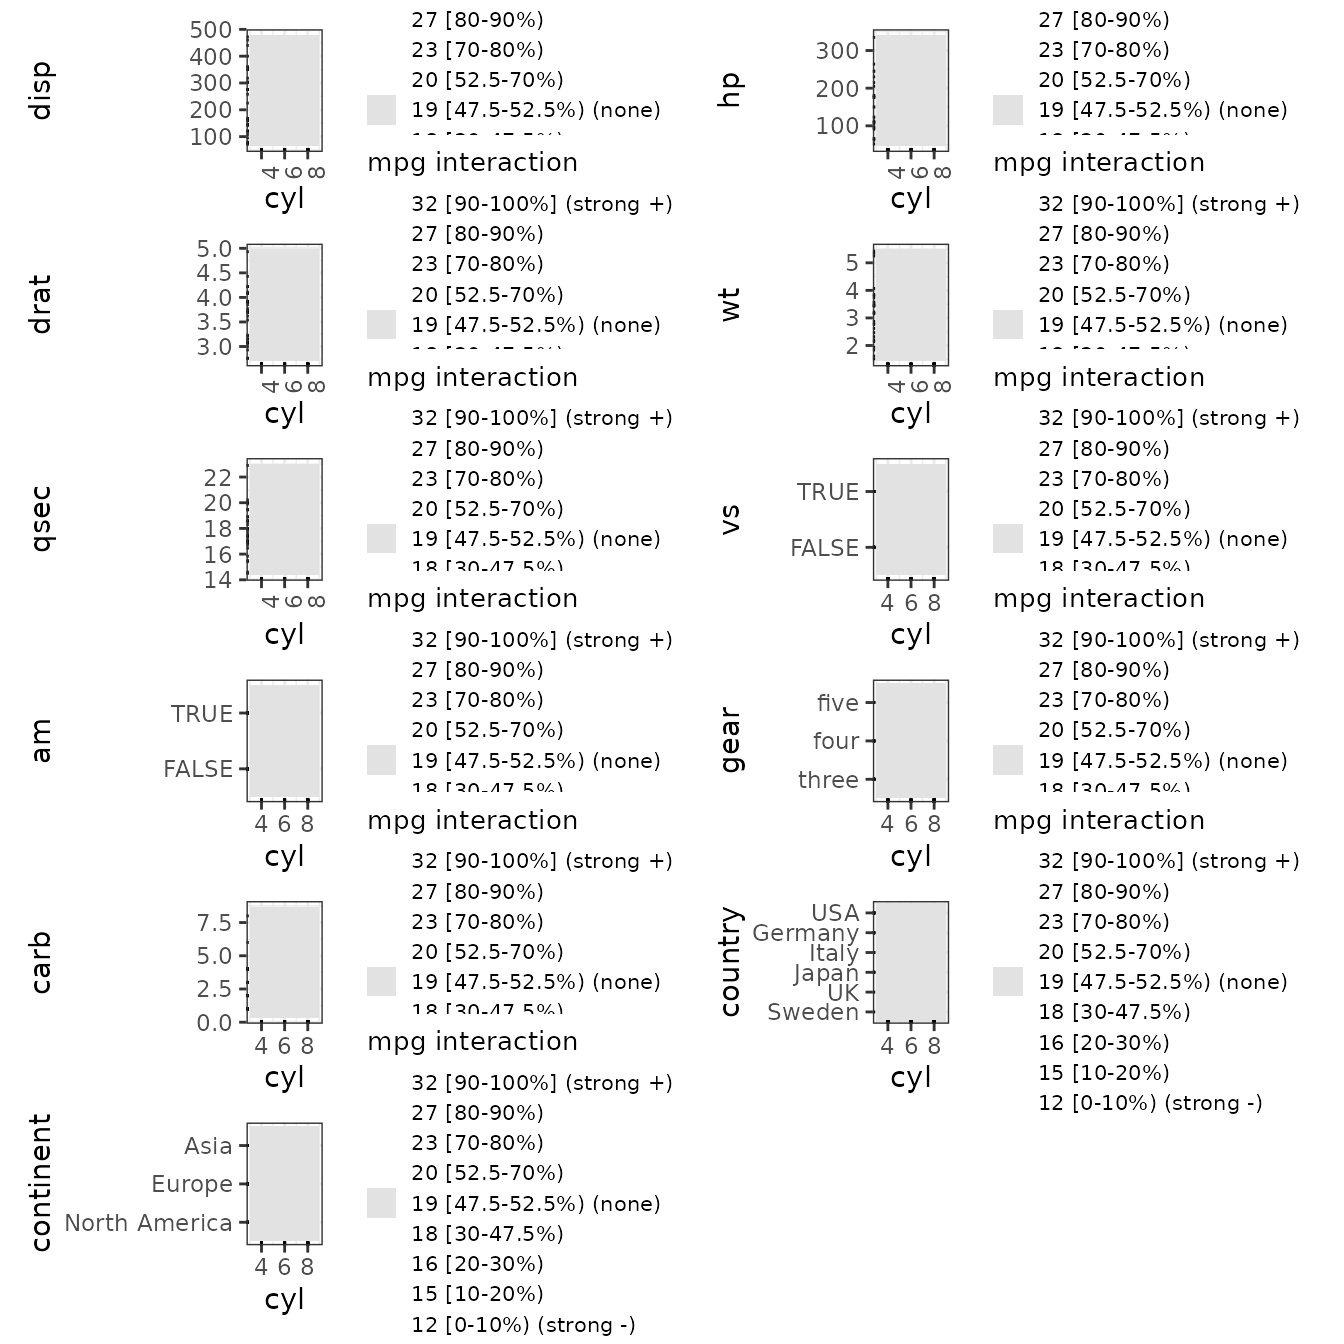 27 [80-90%)
23 [70-80%)
20 [52.5-70%)
19 [47.5-52.5%) (none)
disp
500
400
300
200
100
4 6 8
cyl
27 [80-90%)
23 [70-80%)
20 [52.5-70%)
19 [47.5-52.5%) (none)
hp
300
200
100
4 6 8
cyl
mpg interaction
32 [90-100%] (strong +)
27 [80-90%)
23 [70-80%)
20 [52.5-70%)
19 [47.5-52.5%) (none)
drat
5.0
4.5
4.0
3.5
3.0
4 6 8
cyl
mpg interaction
32 [90-100%] (strong +)
27 [80-90%)
23 [70-80%)
20 [52.5-70%)
19 [47.5-52.5%) (none)
wt
5
4
3
2
4 6 8
cyl
mpg interaction
32 [90-100%] (strong +)
27 [80-90%)
23 [70-80%)
20 [52.5-70%)
19 [47.5-52.5%) (none)
18 [30-47.5%)
qsec
22
20
18
16
14
4 6 8
cyl
mpg interaction
32 [90-100%] (strong +)
27 [80-90%)
23 [70-80%)
20 [52.5-70%)
19 [47.5-52.5%) (none)
18 [30-47.5%)
vs
TRUE
FALSE
4 6 8
cyl
mpg interaction
32 [90-100%] (strong +)
27 [80-90%)
23 [70-80%)
20 [52.5-70%)
19 [47.5-52.5%) (none)
18 [30-47.5%)
am
TRUE
FALSE
4 6 8
cyl
mpg interaction
32 [90-100%] (strong +)
27 [80-90%)
23 [70-80%)
20 [52.5-70%)
19 [47.5-52.5%) (none)
18 [30-47.5%)
gear
five
four
three
4 6 8
cyl
mpg interaction
32 [90-100%] (strong +)
27 [80-90%)
23 [70-80%)
20 [52.5-70%)
19 [47.5-52.5%) (none)
18 [30-47.5%)
carb
7.5
5.0
2.5
0.0
4 6 8
cyl
mpg interaction
32 [90-100%] (strong +)
27 [80-90%)
23 [70-80%)
20 [52.5-70%)
19 [47.5-52.5%) (none)
18 [30-47.5%)
16 [20-30%)
15 [10-20%)
12 [0-10%) (strong -)
country
USA
Germany
Italy
Japan
UK
Sweden
4 6 8
cyl
mpg interaction
32 [90-100%] (strong +)
27 [80-90%)
23 [70-80%)
20 [52.5-70%)
19 [47.5-52.5%) (none)
18 [30-47.5%)
16 [20-30%)
15 [10-20%)
12 [0-10%) (strong -)
continent
Asia
Europe
North America
4 6 8
cyl